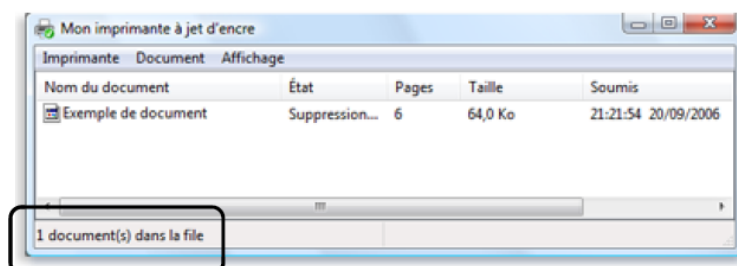 Mon imprimante à jet d'encre
Imprimante Document Affichage
Nom du document État Pages Taille Soumis
Exemple de document Suppression... 6 64,0 Ko 21:21:54 20/09/2006
1 document(s) dans la file